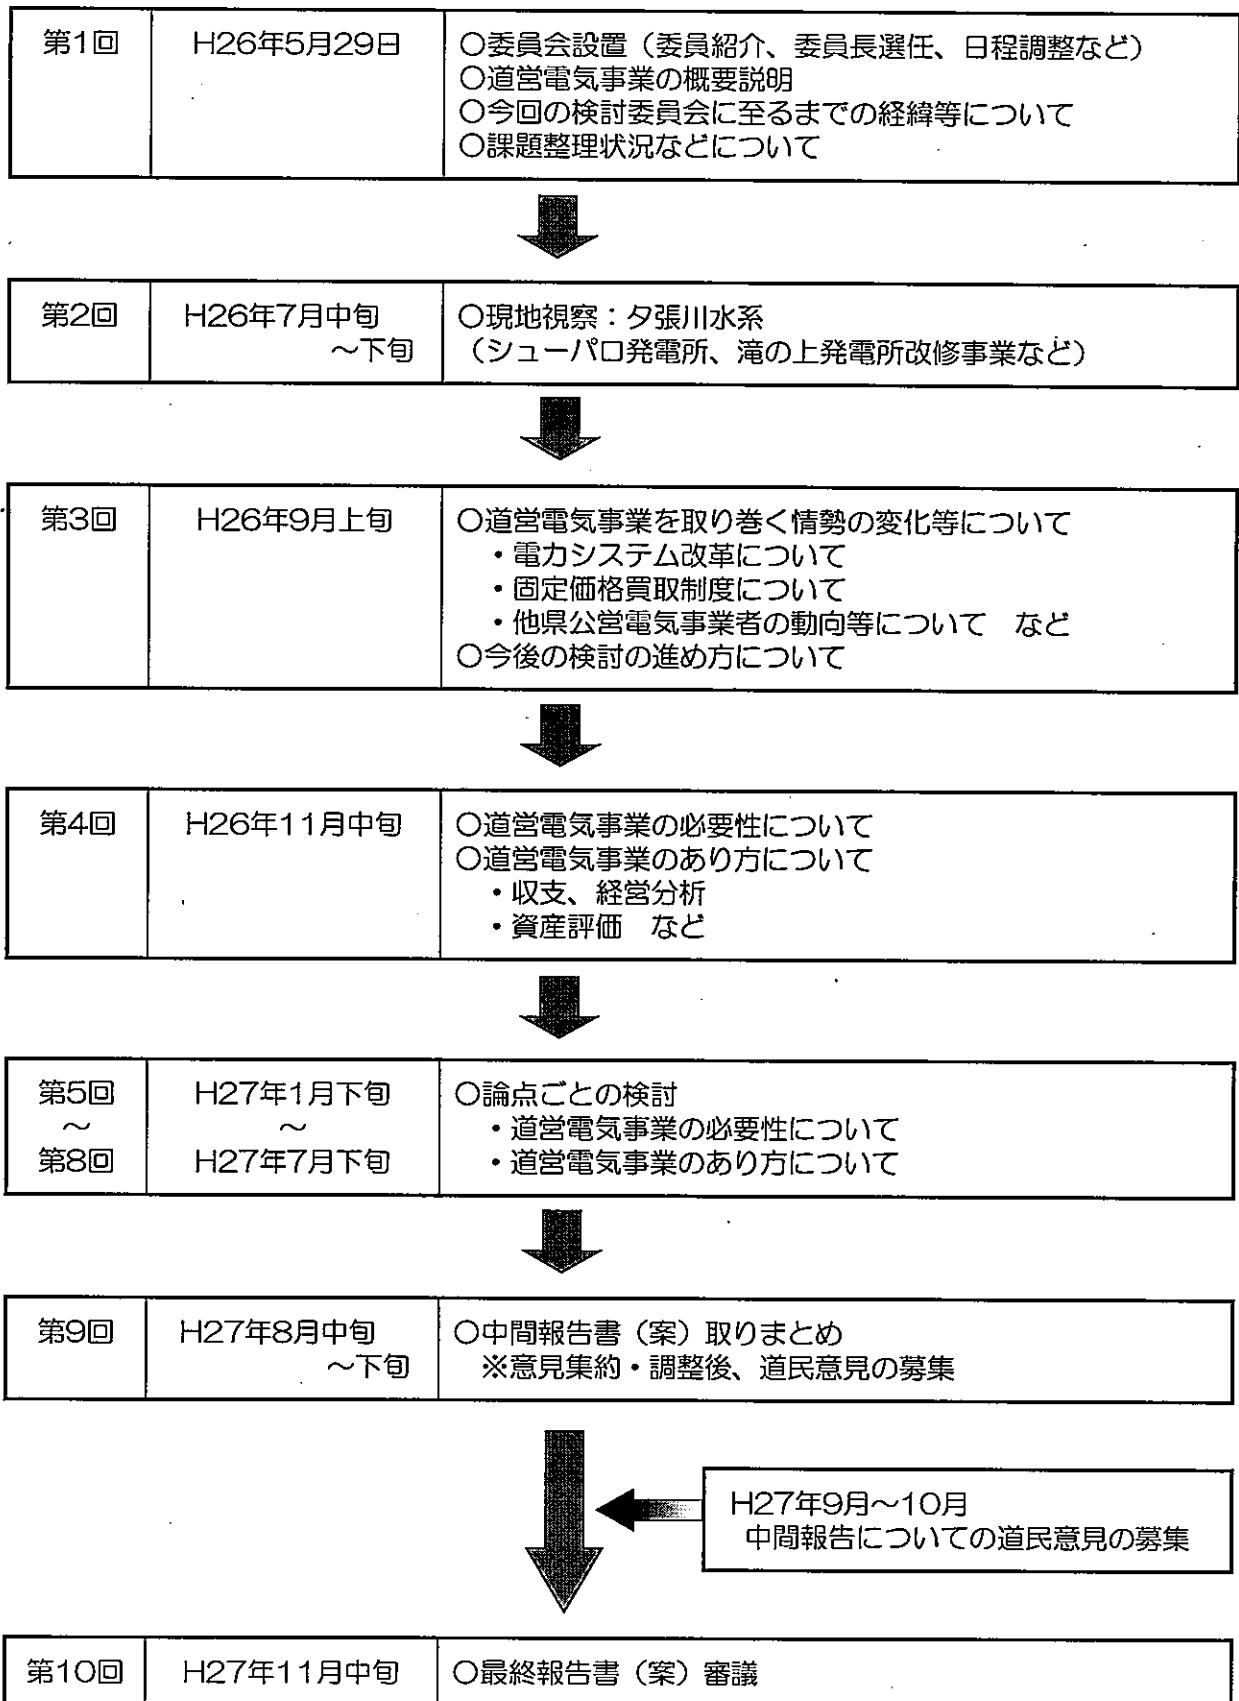 第1回 H26年5月29日 ○委員会設置（委員紹介、委員長選任、日程調整など）
○道営電気事業の概要説明
○今回の検討委員会に至るまでの経緯等について
○課題整理状況などについて
第2回 H26年7月中旬 ○現地視察：夕張川水系
～下旬 （シューパロ発電所、滝の上発電所改修事業など）
第3回 H26年9月上旬 ○道営電気事業を取り巻く情勢の変化等について
・電力システム改革について
・固定価格買取制度について
・他県公営電気事業者の動向等について　など
○今後の検討の進め方について
第4回 H26年11月中旬 ○道営電気事業の必要性について
○道営電気事業のあり方について
・収支、経営分析
・資産評価　など
第5回 H27年1月下旬 ○論点ごとの検討
～ ～ ・道営電気事業の必要性について
第8回 H27年7月下旬 ・道営電気事業のあり方について
第9回 H27年8月中旬 ○中間報告書（案）取りまとめ
～下旬 ※意見集約・調整後、道民意見の募集
H27年9月～10月
中間報告についての道民意見の募集
第10回 H27年11月中旬 ○最終報告書（案）審議